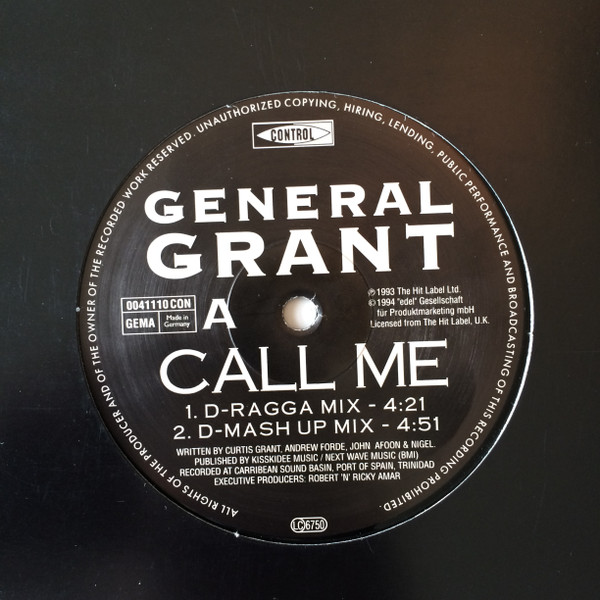 ALL RIGHTS OF THE PRODUCER AND OF THE OWNER OF THE RECORDED WORK RESERVED. UNAUTHORIZED COPYING, HIRING, LENDING, PUBLIC PERFORMANCE AND BROADCASTING OF THIS RECORDING PROHIBITED.
CONTROL
GENERAL
GRANT
0041110 CON
GEMA Made in Germany
A
℗ 1993 The Hit Label Ltd.
© 1994 "edel" Gesellschaft
für Produktmarketing mbH
Licensed from The Hit Label, U.K.
CALL ME
1. D-RAGGA MIX - 4:21
2. D-MASH UP MIX - 4:51
WRITTEN BY CURTIS GRANT, ANDREW FORDE, JOHN AFOON & NIGEL.
PUBLISHED BY KISSKIDEE MUSIC / NEXT WAVE MUSIC (BMI)
RECORDED AT CARRIBEAN SOUND BASIN, PORT OF SPAIN, TRINIDAD
EXECUTIVE PRODUCERS: ROBERT 'N' RICKY AMAR
LC 6750